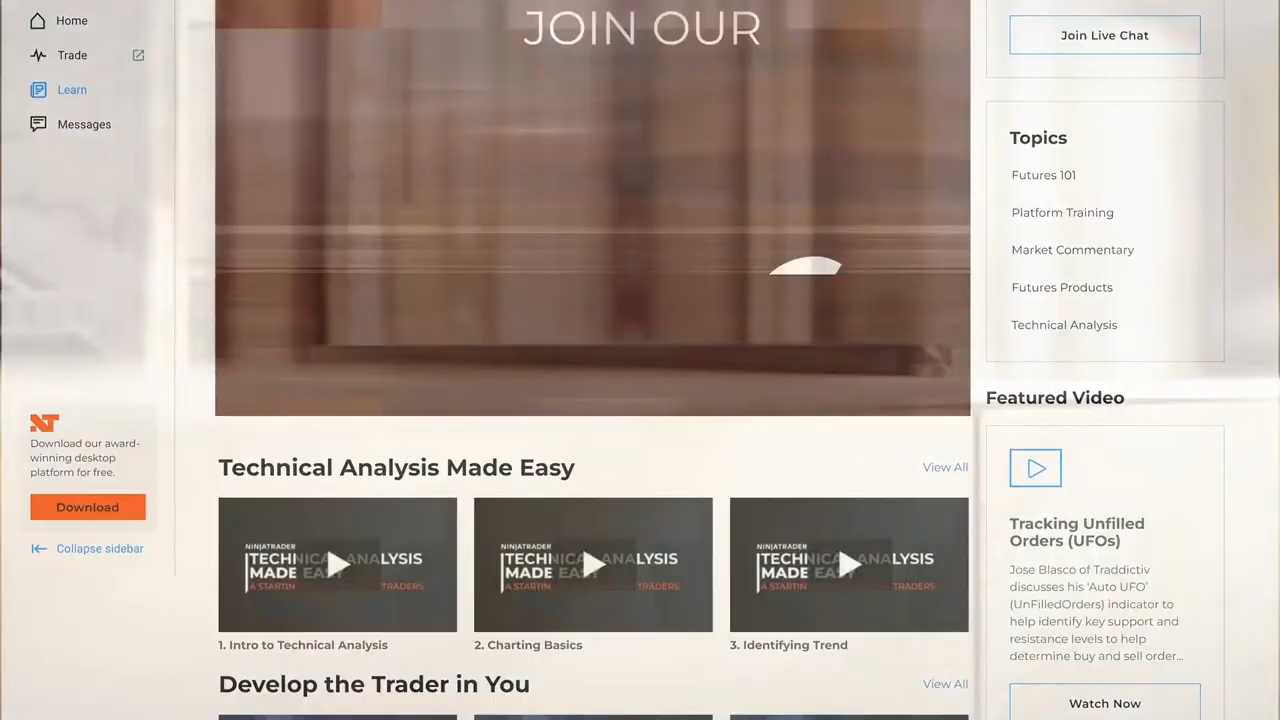 Home
Trade
Learn
Messages
NT
Download our award-
winning desktop
platform for free.
Download
Collapse sidebar
JOIN OUR
Technical Analysis Made Easy
View All
NINJATRADER
TECHNICAL ANALYSIS
MADE EASY
A STARTIN TRADERS
NINJATRADER
TECHNICAL ANALYSIS
MADE EASY
A STARTIN TRADERS
NINJATRADER
TECHNICAL ANALYSIS
MADE EASY
A STARTIN TRADERS
1. Intro to Technical Analysis
2. Charting Basics
3. Identifying Trend
Develop the Trader in You
View All
Join Live Chat
Topics
Futures 101
Platform Training
Market Commentary
Futures Products
Technical Analysis
Featured Video
Tracking Unfilled
Orders (UFOs)
Jose Blasco of Traddictiv
discusses his ‘Auto UFO’
(UnFilledOrders) indicator to
help identify key support and
resistance levels to help
determine buy and sell order...
Watch Now